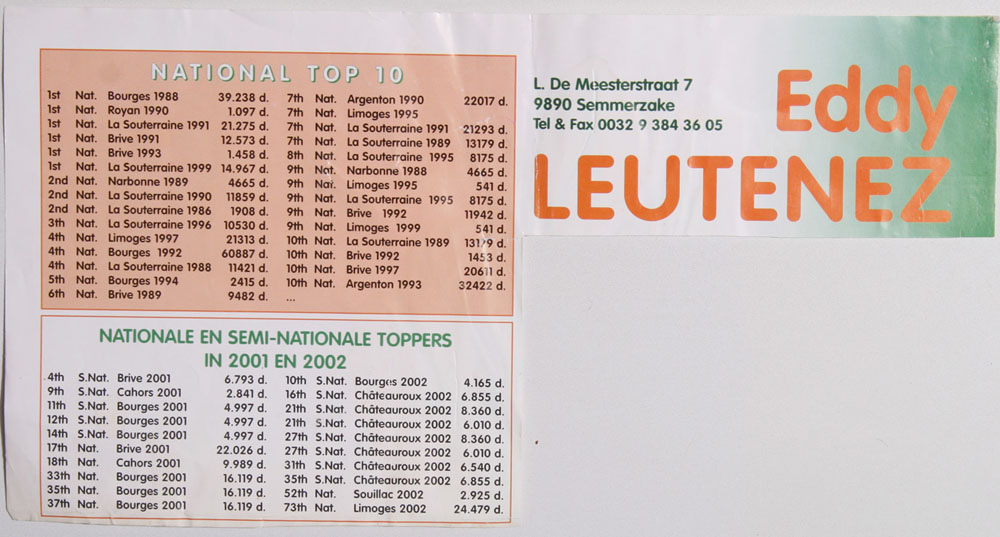 NATIONAL TOP 10
1st Nat. Bourges 1988 39.238 d.
1st Nat. Royan 1990 1.097 d.
1st Nat. La Souterraine 1991 21.275 d.
1st Nat. Brive 1991 12.573 d.
1st Nat. Brive 1993 1.458 d.
1st Nat. La Souterraine 1999 14.967 d.
2nd Nat. Narbonne 1989 4665 d.
2nd Nat. La Souterraine 1990 11859 d.
2nd Nat. La Souterraine 1986 1908 d.
3th Nat. La Souterraine 1996 10530 d.
4th Nat. Limoges 1997 21313 d.
4th Nat. Bourges 1992 60887 d.
4th Nat. La Souterraine 1988 11421 d.
5th Nat. Bourges 1994 2415 d.
6th Nat. Brive 1989 9482 d.
7th Nat. Argenton 1990 22017 d.
7th Nat. Limoges 1995
7th Nat. La Souterraine 1991 21293 d.
7th Nat. La Souterraine 1989 13179 d.
8th Nat. La Souterraine 1995 8175 d.
9th Nat. Narbonne 1988 4665 d.
9th Nat. Limoges 1995 541 d.
9th Nat. La Souterraine 1995 8175 d.
9th Nat. Brive 1992 11942 d.
9th Nat. Limoges 1999 541 d.
10th Nat. La Souterraine 1989 13179 d.
10th Nat. Brive 1992 1453 d.
10th Nat. Brive 1997 20611 d.
10th Nat. Argenton 1993 32422 d.
...
NATIONALE EN SEMI-NATIONALE TOPPERS
IN 2001 EN 2002
4th S.Nat. Brive 2001 6.793 d.
9th S.Nat. Cahors 2001 2.841 d.
11th S.Nat. Bourges 2001 4.997 d.
12th S.Nat. Bourges 2001 4.997 d.
14th S.Nat. Bourges 2001 4.997 d.
17th Nat. Brive 2001 22.026 d.
18th Nat. Cahors 2001 9.989 d.
33th Nat. Bourges 2001 16.119 d.
35th Nat. Bourges 2001 16.119 d.
37th Nat. Bourges 2001 16.119 d.
10th S.Nat. Bourges 2002 4.165 d.
16th S.Nat. Châteauroux 2002 6.855 d.
21th S.Nat. Châteauroux 2002 8.360 d.
21th S.Nat. Châteauroux 2002 6.010 d.
27th S.Nat. Châteauroux 2002 8.360 d.
27th S.Nat. Châteauroux 2002 6.010 d.
31th S.Nat. Châteauroux 2002 6.540 d.
35th S.Nat. Châteauroux 2002 6.855 d.
52th Nat. Souillac 2002 2.925 d.
73th Nat. Limoges 2002 24.479 d.
L. De Meesterstraat 7
9890 Semmerzake
Tel & Fax 0032 9 384 36 05
Eddy
LEUTENEZ